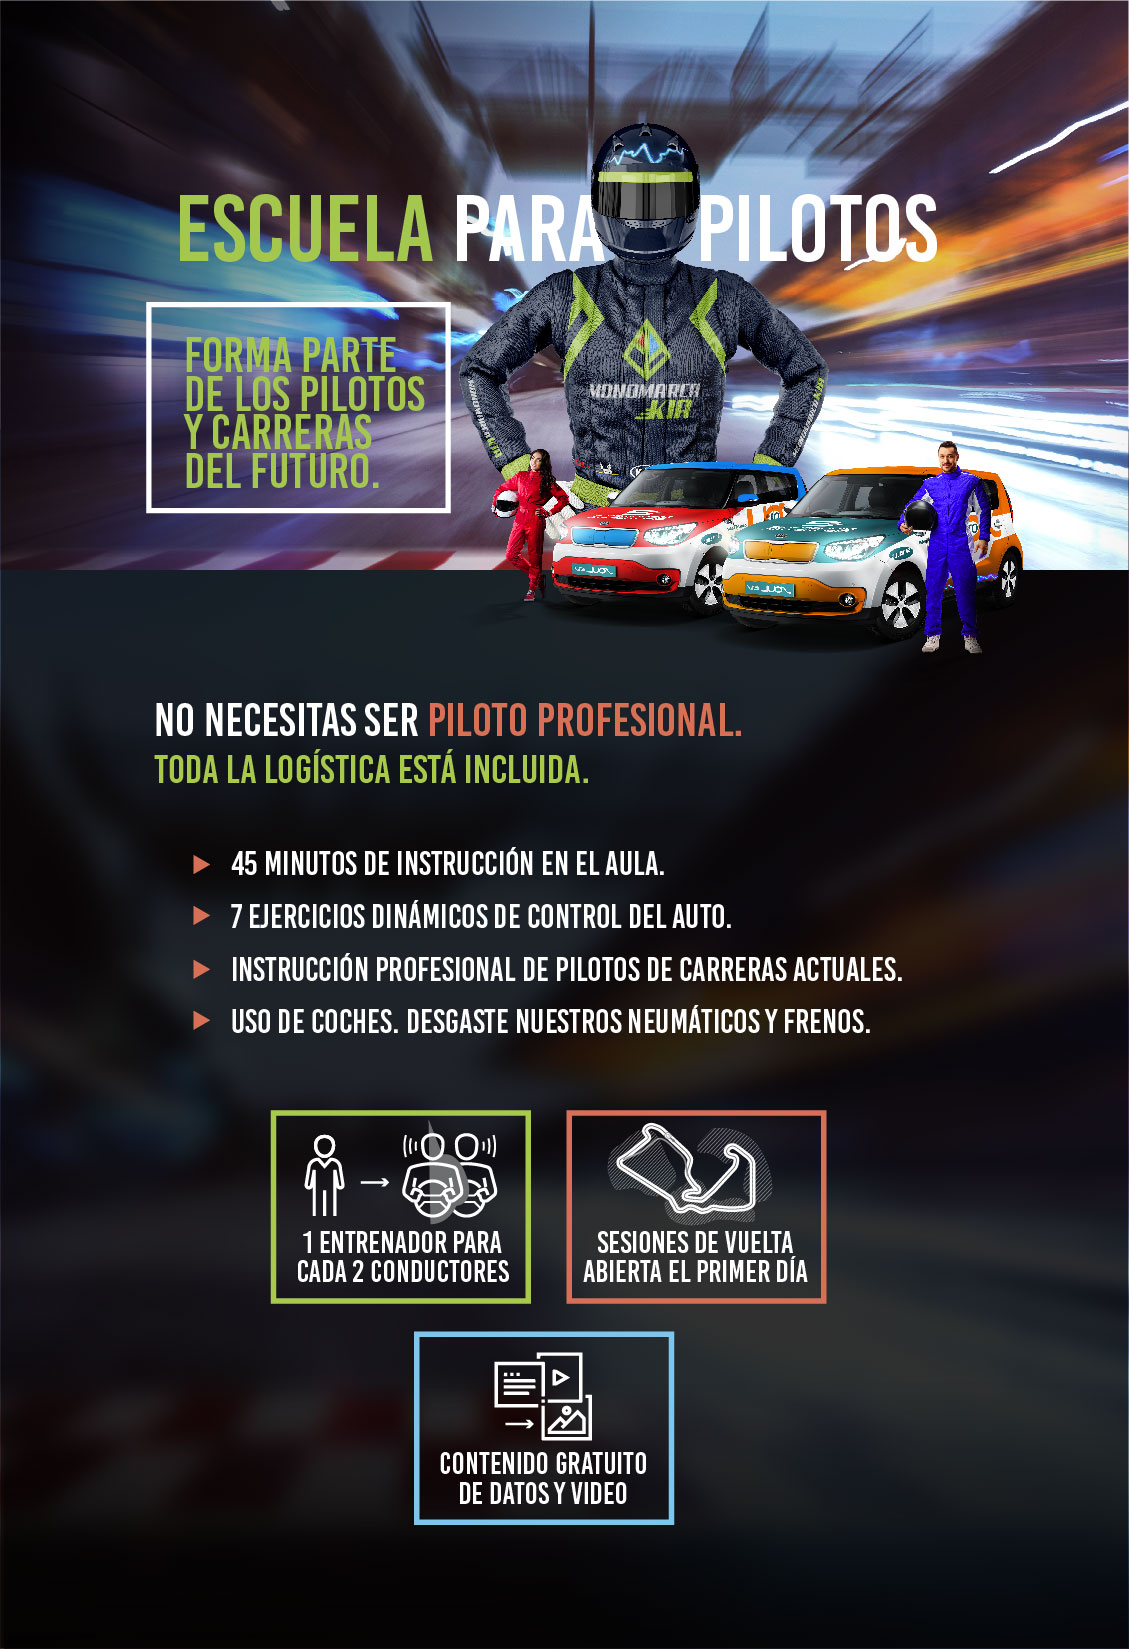 ESCUELA PARA PILOTOS
FORMA PARTE
DE LOS PILOTOS
Y CARRERAS
DEL FUTURO.
MONOMARCA
KIA
NO NECESITAS SER PILOTO PROFESIONAL.
TODA LA LOGÍSTICA ESTÁ INCLUIDA.
45 MINUTOS DE INSTRUCCIÓN EN EL AULA.
7 EJERCICIOS DINÁMICOS DE CONTROL DEL AUTO.
INSTRUCCIÓN PROFESIONAL DE PILOTOS DE CARRERAS ACTUALES.
USO DE COCHES. DESGASTE NUESTROS NEUMÁTICOS Y FRENOS.
1 ENTRENADOR PARA
CADA 2 CONDUCTORES
SESIONES DE VUELTA
ABIERTA EL PRIMER DÍA
CONTENIDO GRATUITO
DE DATOS Y VIDEO